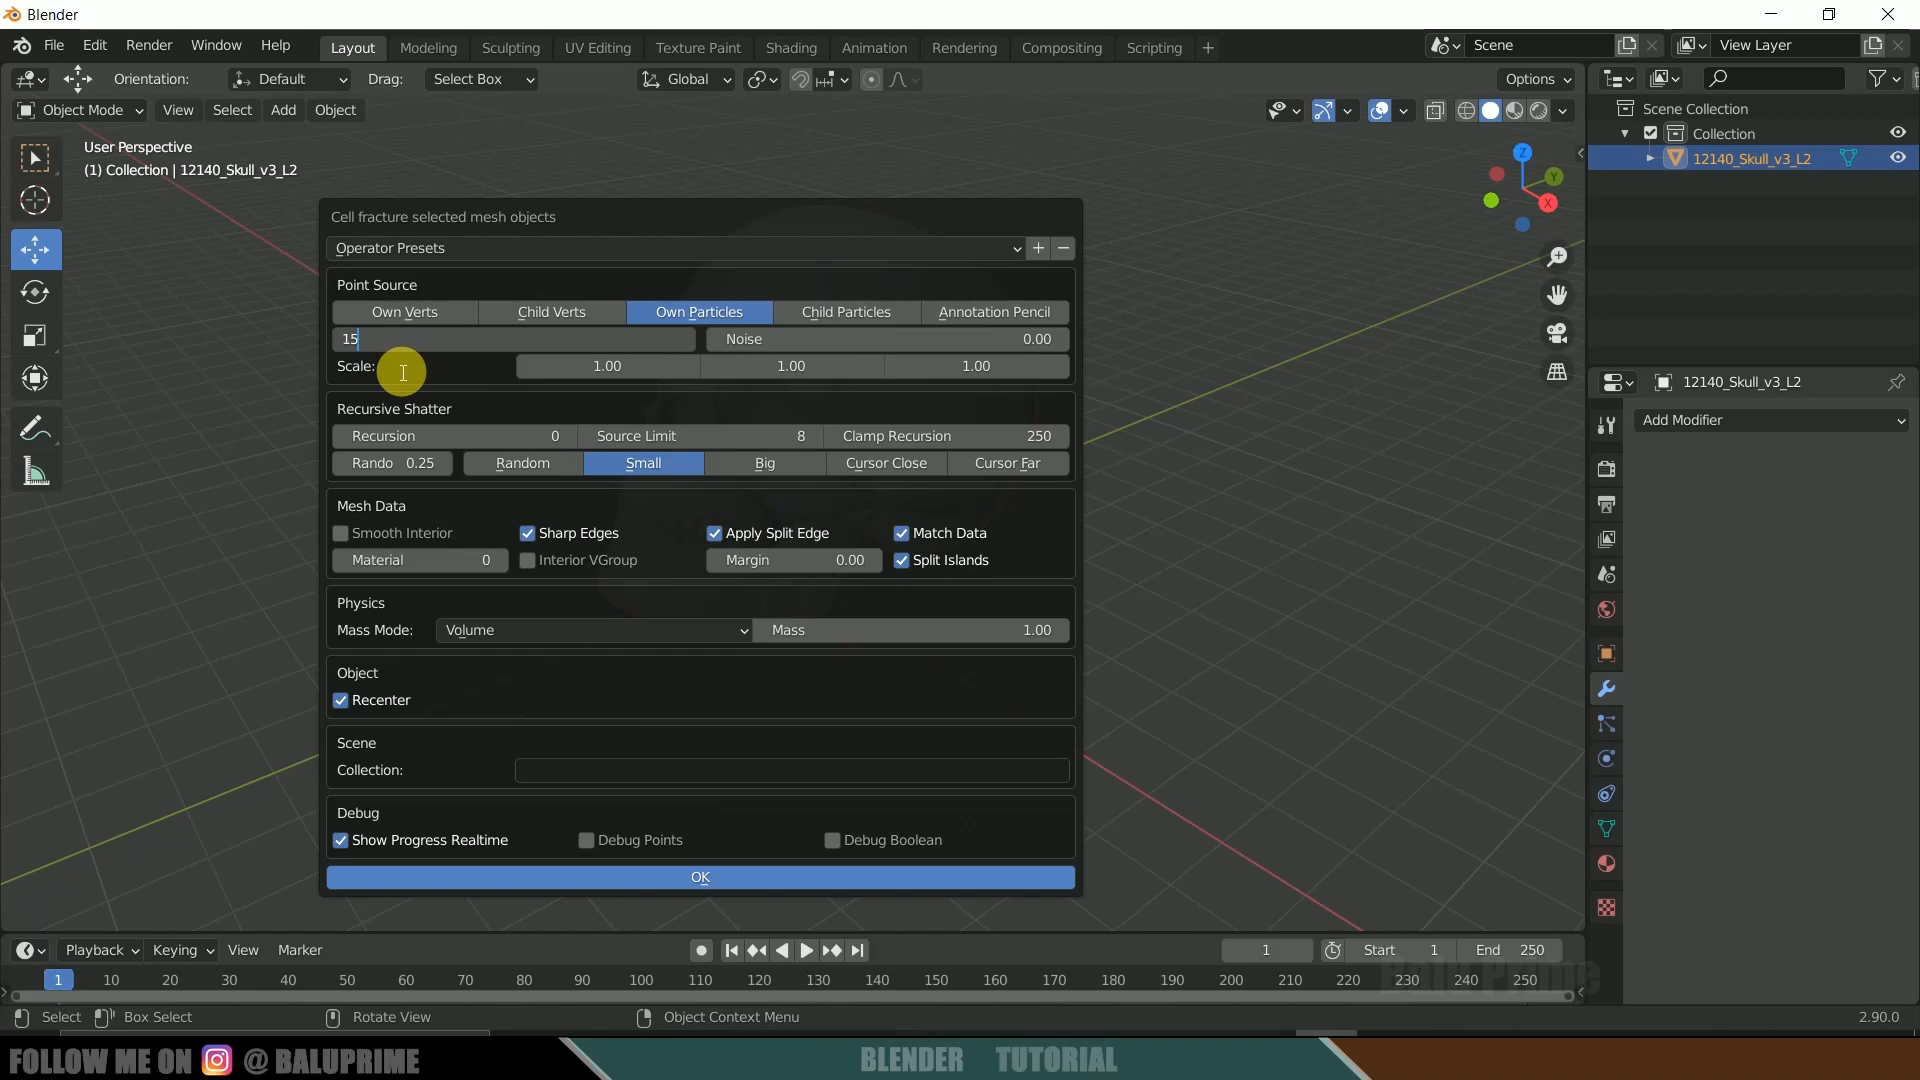 Blender
File Edit Render Window Help Layout Modeling Sculpting UV Editing Texture Paint Shading Animation Rendering Compositing Scripting + Scene View Layer
Orientation: Default Drag: Select Box Global Options
Object Mode View Select Add Object
Scene Collection
Collection
12140_Skull_v3_L2
User Perspective
(1) Collection | 12140_Skull_v3_L2
Z
Y
X
Cell fracture selected mesh objects
Operator Presets
Point Source
Own Verts Child Verts Own Particles Child Particles Annotation Pencil
15 Noise 0.00
Scale: 1.00 1.00 1.00
Recursive Shatter
Recursion 0 Source Limit 8 Clamp Recursion 250
Rando 0.25 Random Small Big Cursor Close Cursor Far
Mesh Data
Smooth Interior Sharp Edges Apply Split Edge Match Data
Material 0 Interior VGroup Margin 0.00 Split Islands
Physics
Mass Mode: Volume Mass 1.00
Object
Recenter
Scene
Collection:
Debug
Show Progress Realtime Debug Points Debug Boolean
OK
12140_Skull_v3_L2
Add Modifier
Playback Keying View Marker 1 Start 1 End 250
1 10 20 30 40 50 60 70 80 90 100 110 120 130 140 150 160 170 180 190 200 210 220 230 240 250
Balu Prime
Select Box Select Rotate View Object Context Menu 2.90.0
FOLLOW ME ON @ BALUPRIME BLENDER TUTORIAL